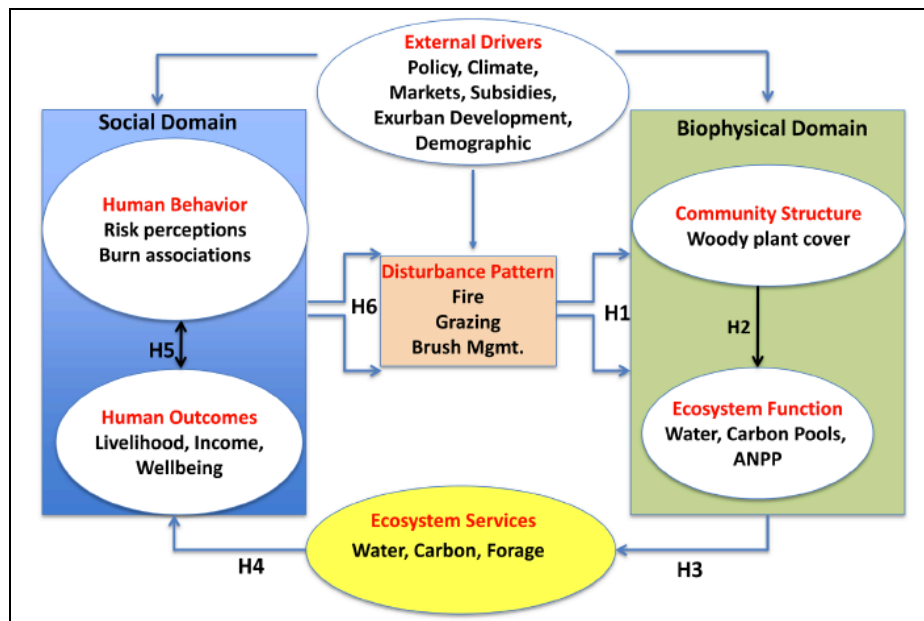 External Drivers
Policy, Climate,
Markets, Subsidies,
Exurban Development,
Demographic
Social Domain
Human Behavior
Risk perceptions
Burn associations
H5
Human Outcomes
Livelihood, Income,
Wellbeing
H6
Disturbance Pattern
Fire
Grazing
Brush Mgmt.
H1
Biophysical Domain
Community Structure
Woody plant cover
H2
Ecosystem Function
Water, Carbon Pools,
ANPP
H4
Ecosystem Services
Water, Carbon, Forage
H3